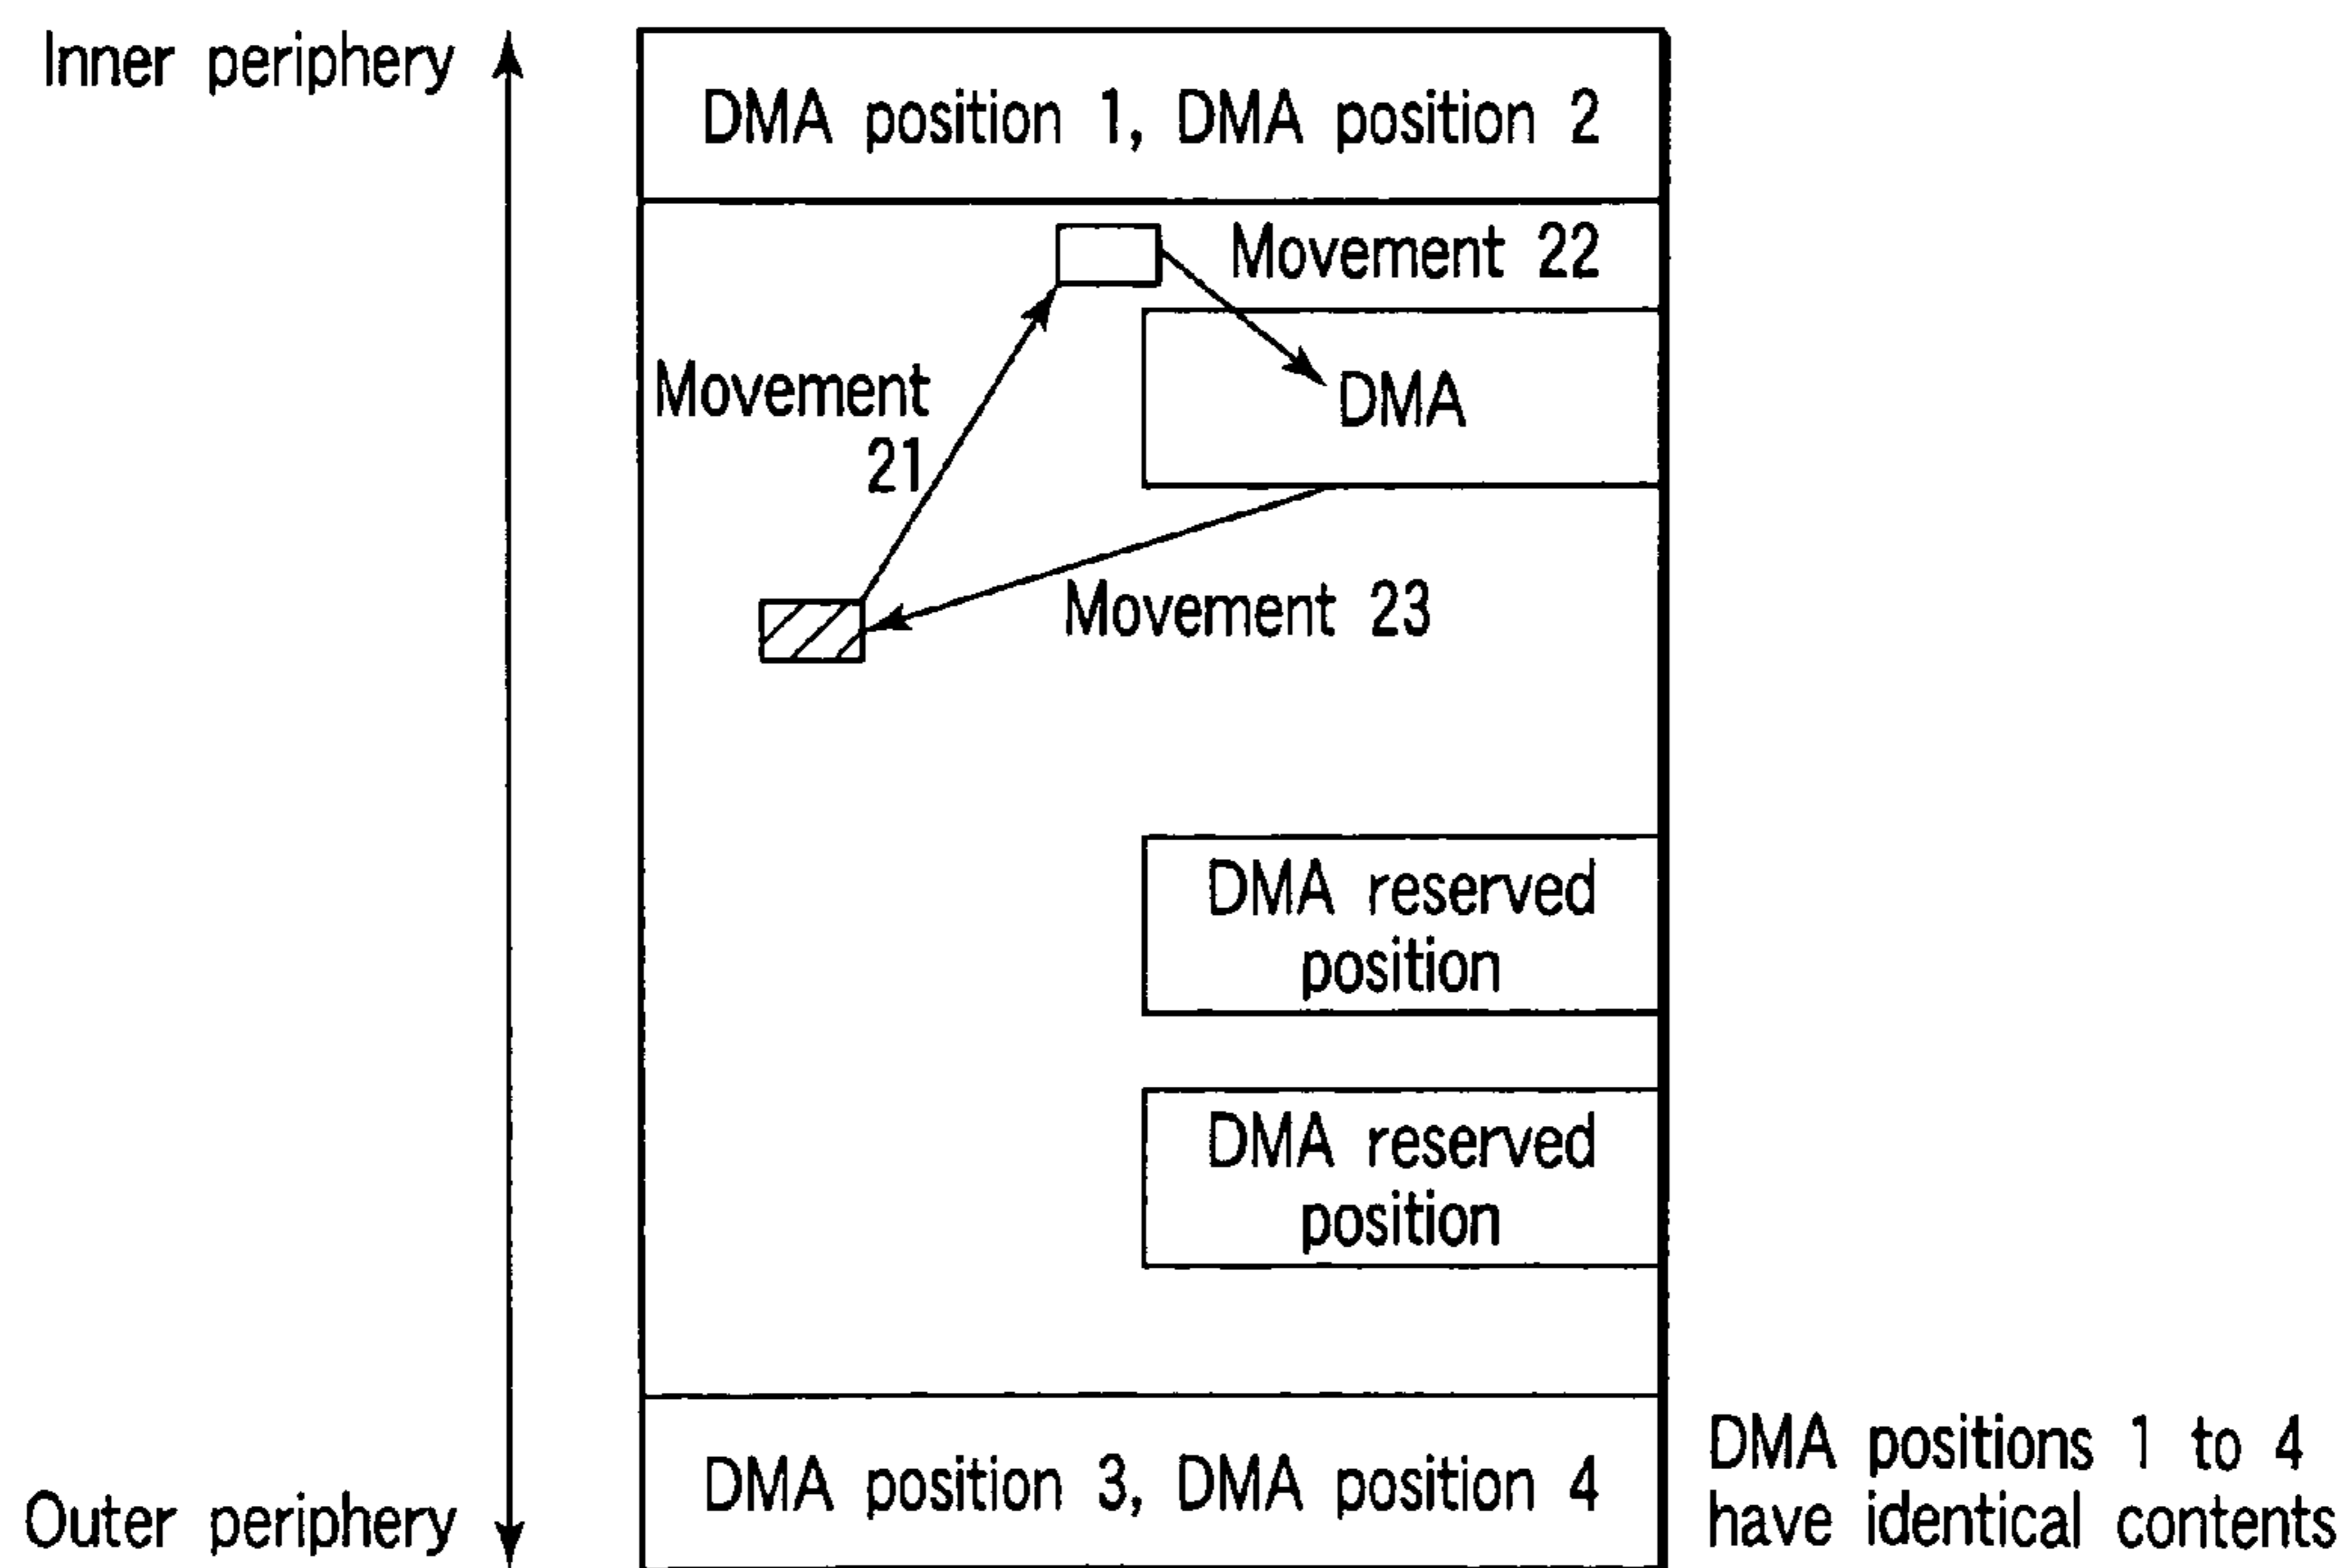 Inner periphery
DMA position 1, DMA position 2
Movement 22
Movement
21
DMA
Movement 23
DMA reserved
position
DMA reserved
position
DMA position 3, DMA position 4
Outer periphery
DMA positions 1 to 4
have identical contents